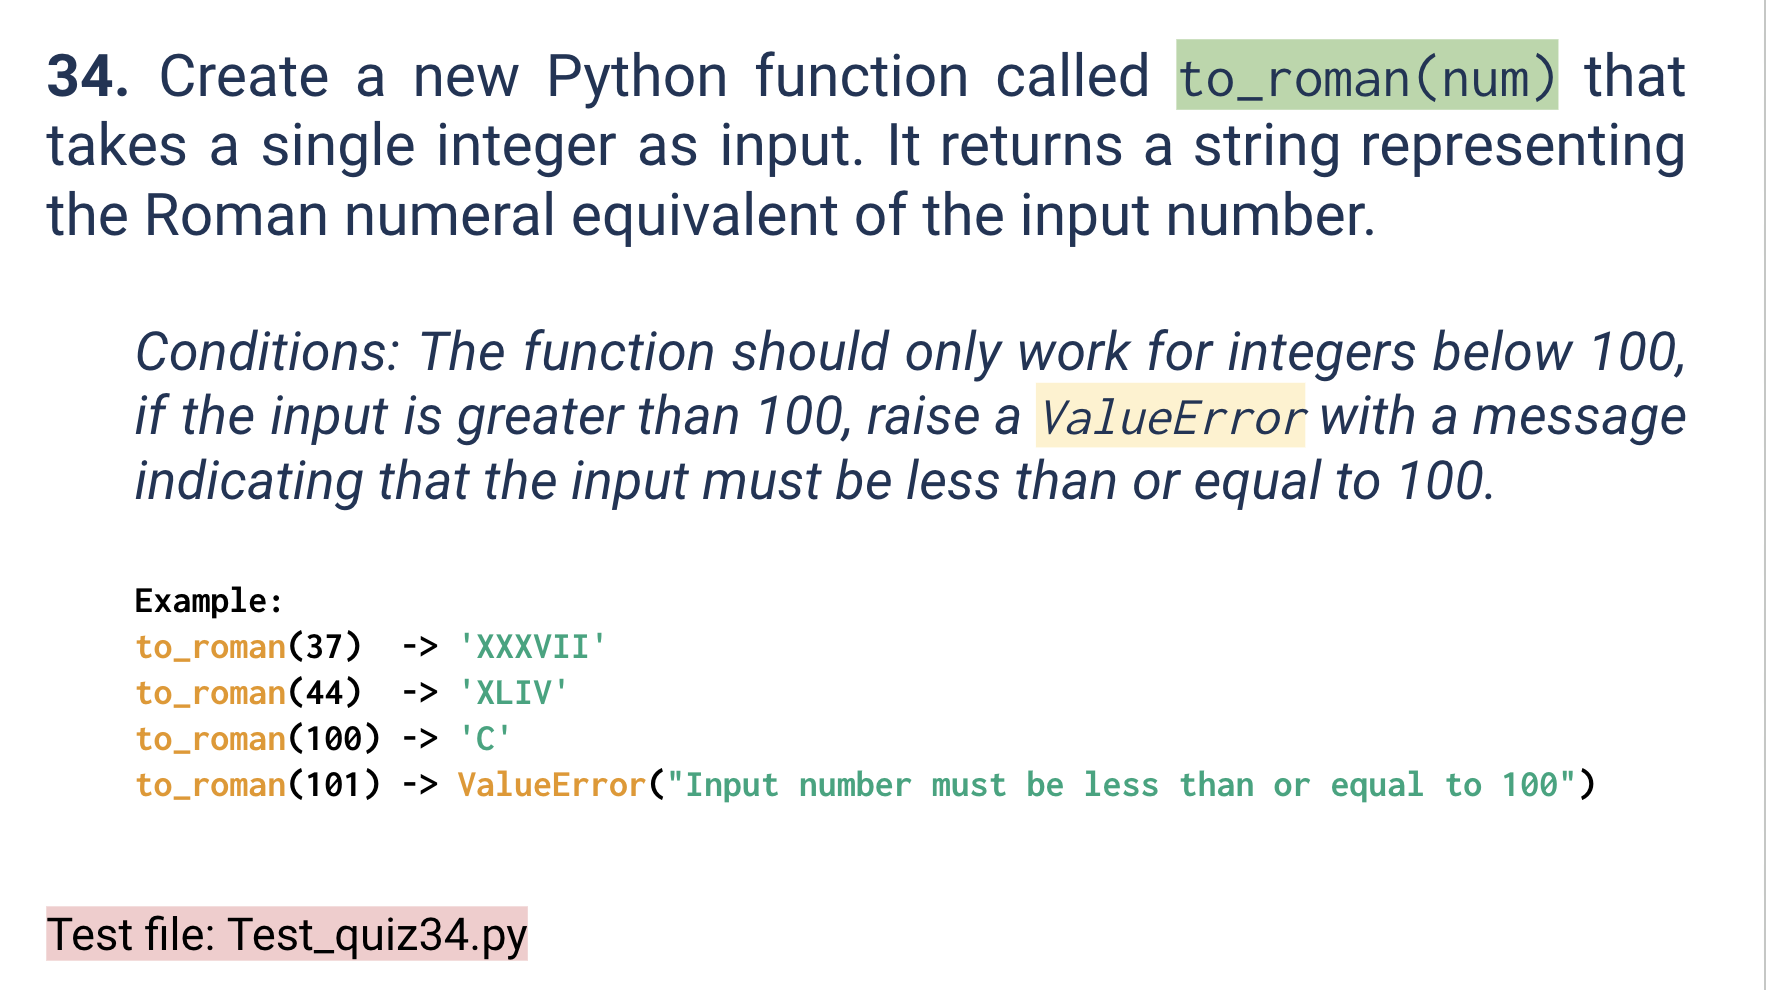 34. Create a new Python function called to_roman(num) that
takes a single integer as input. It returns a string representing
the Roman numeral equivalent of the input number.
Conditions: The function should only work for integers below 100,
if the input is greater than 100, raise a ValueError with a message
indicating that the input must be less than or equal to 100.
Example:
to_roman(37)  -> 'XXXVII'
to_roman(44)  -> 'XLIV'
to_roman(100) -> 'C'
to_roman(101) -> ValueError("Input number must be less than or equal to 100")
Test file: Test_quiz34.py